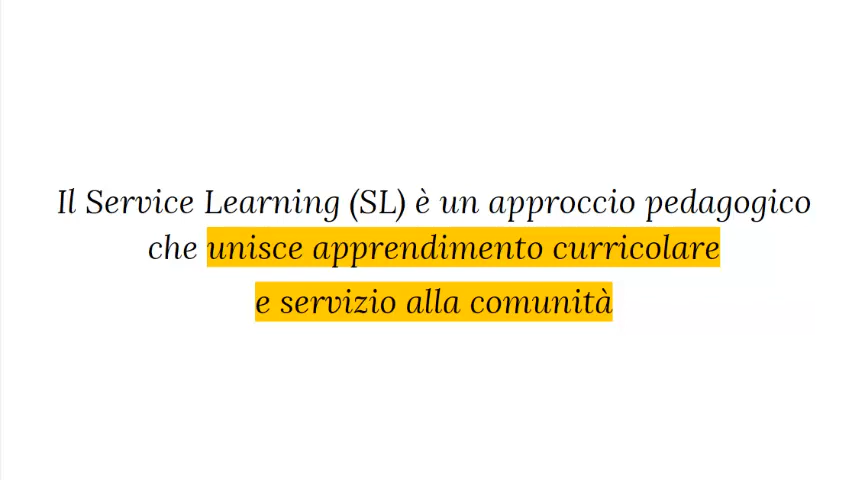 Il Service Learning (SL) è un approccio pedagogico
che unisce apprendimento curricolare
e servizio alla comunità